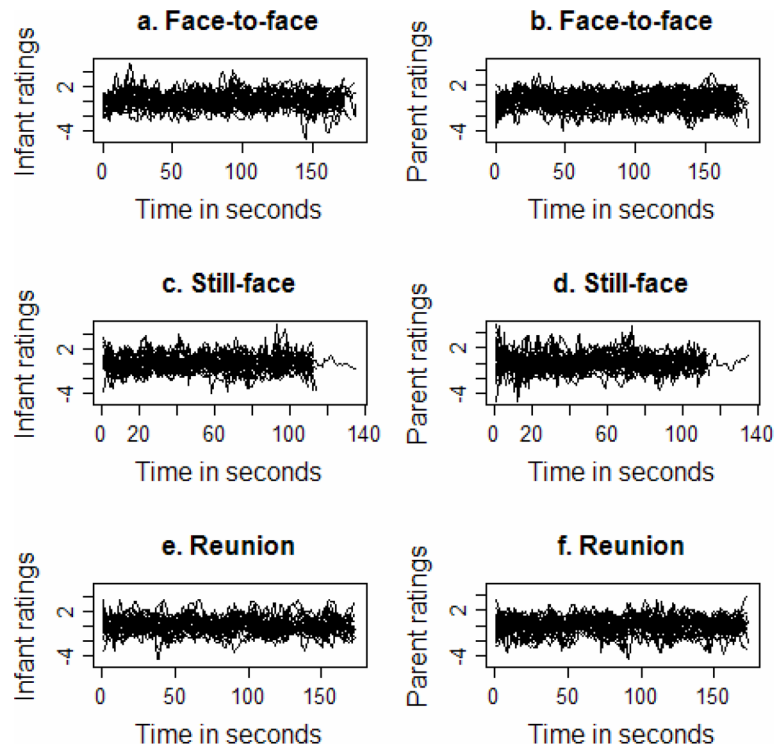 a. Face-to-face
Infant ratings
2
-4
0 50 100 150
Time in seconds
b. Face-to-face
Parent ratings
2
-4
0 50 100 150
Time in seconds
c. Still-face
Infant ratings
2
-4
0 20 60 100 140
Time in seconds
d. Still-face
Parent ratings
2
-4
0 20 60 100 140
Time in seconds
e. Reunion
Infant ratings
2
-4
0 50 100 150
Time in seconds
f. Reunion
Parent ratings
2
-4
0 50 100 150
Time in seconds